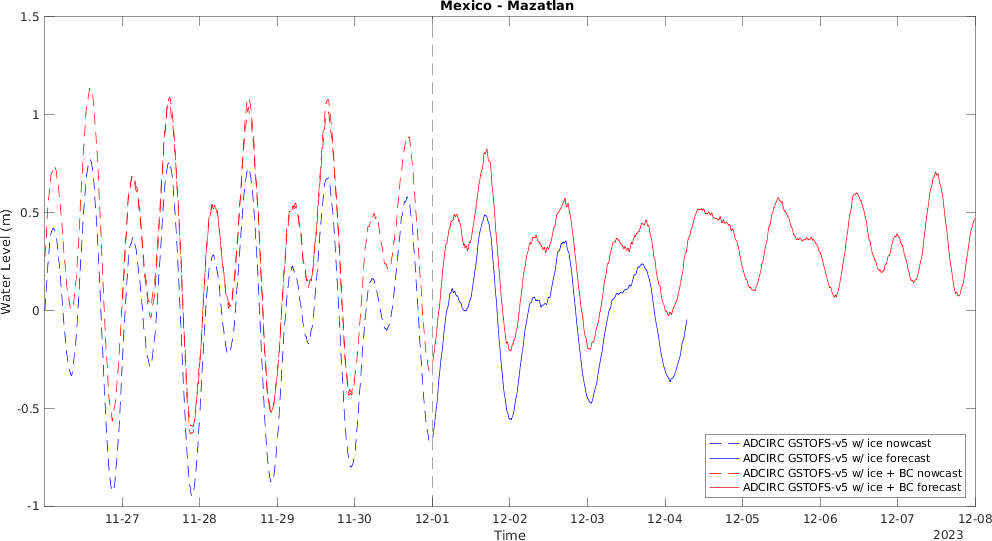 Mexico - Mazatlan
1.5
1
0.5
0
-0.5
-1
Water Level (m)
11-27
11-28
11-29
11-30
12-01
12-02
12-03
12-04
12-05
12-06
12-07
12-08
Time
2023
ADCIRC GSTOFS-v5 w/ ice nowcast
ADCIRC GSTOFS-v5 w/ ice forecast
ADCIRC GSTOFS-v5 w/ ice + BC nowcast
ADCIRC GSTOFS-v5 w/ ice + BC forecast